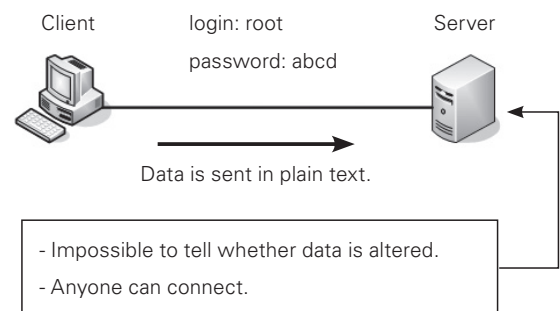 Client
login: root
Server
password: abcd
Data is sent in plain text.
- Impossible to tell whether data is altered.
- Anyone can connect.